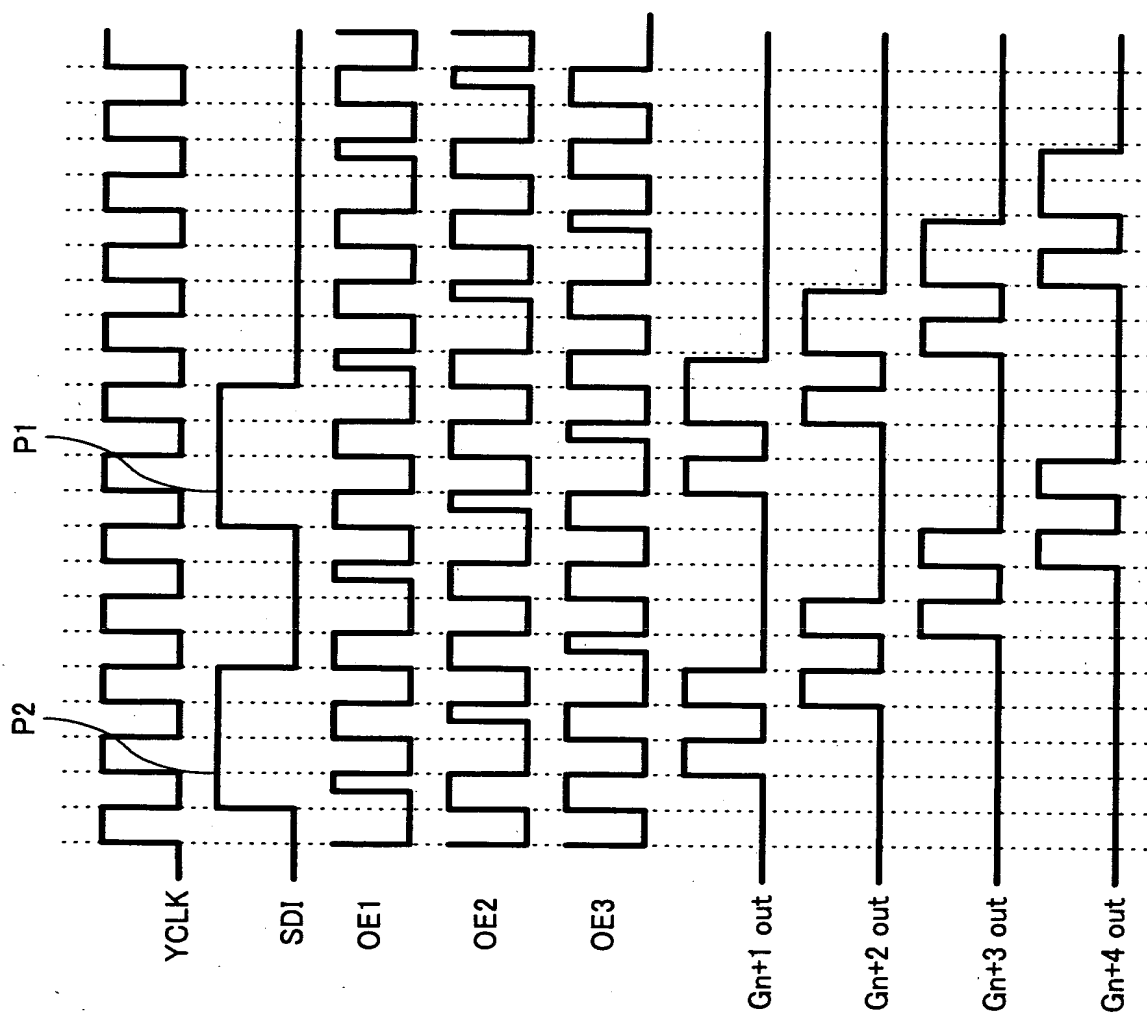 P2
P1
YCLK
SDI
OE1
OE2
OE3
Gn+1 out
Gn+2 out
Gn+3 out
Gn+4 out